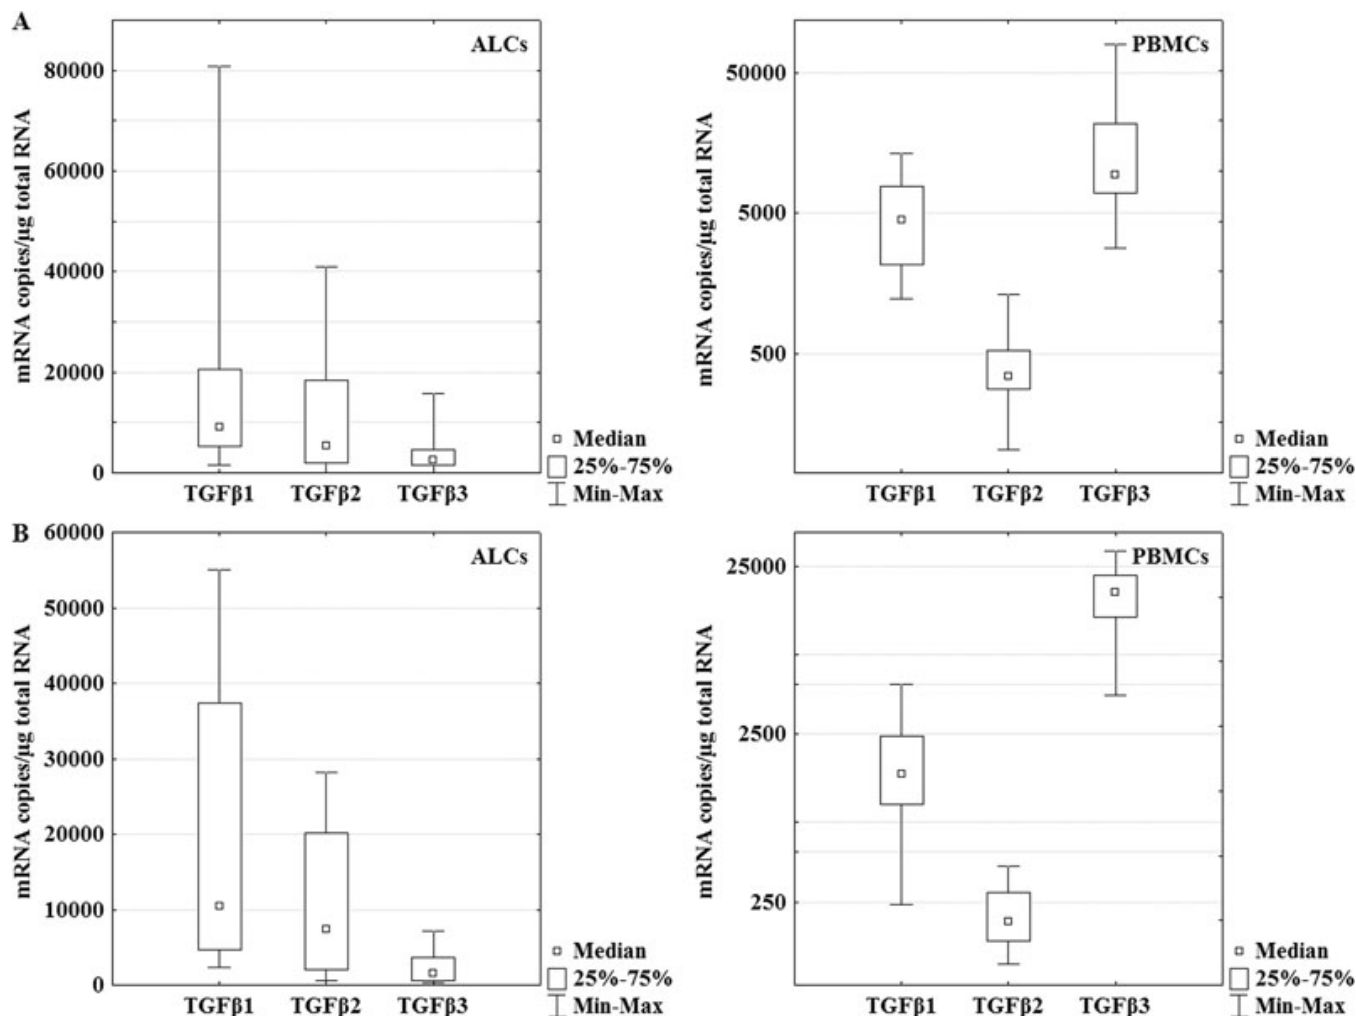 A
ALCs
mRNA copies/µg total RNA
80000
60000
40000
20000
0
TGFβ1 TGFβ2 TGFβ3
Median
25%-75%
Min-Max
PBMCs
mRNA copies/µg total RNA
50000
5000
500
TGFβ1 TGFβ2 TGFβ3
Median
25%-75%
Min-Max
B
ALCs
mRNA copies/µg total RNA
60000
50000
40000
30000
20000
10000
0
TGFβ1 TGFβ2 TGFβ3
Median
25%-75%
Min-Max
PBMCs
mRNA copies/µg total RNA
25000
2500
250
TGFβ1 TGFβ2 TGFβ3
Median
25%-75%
Min-Max